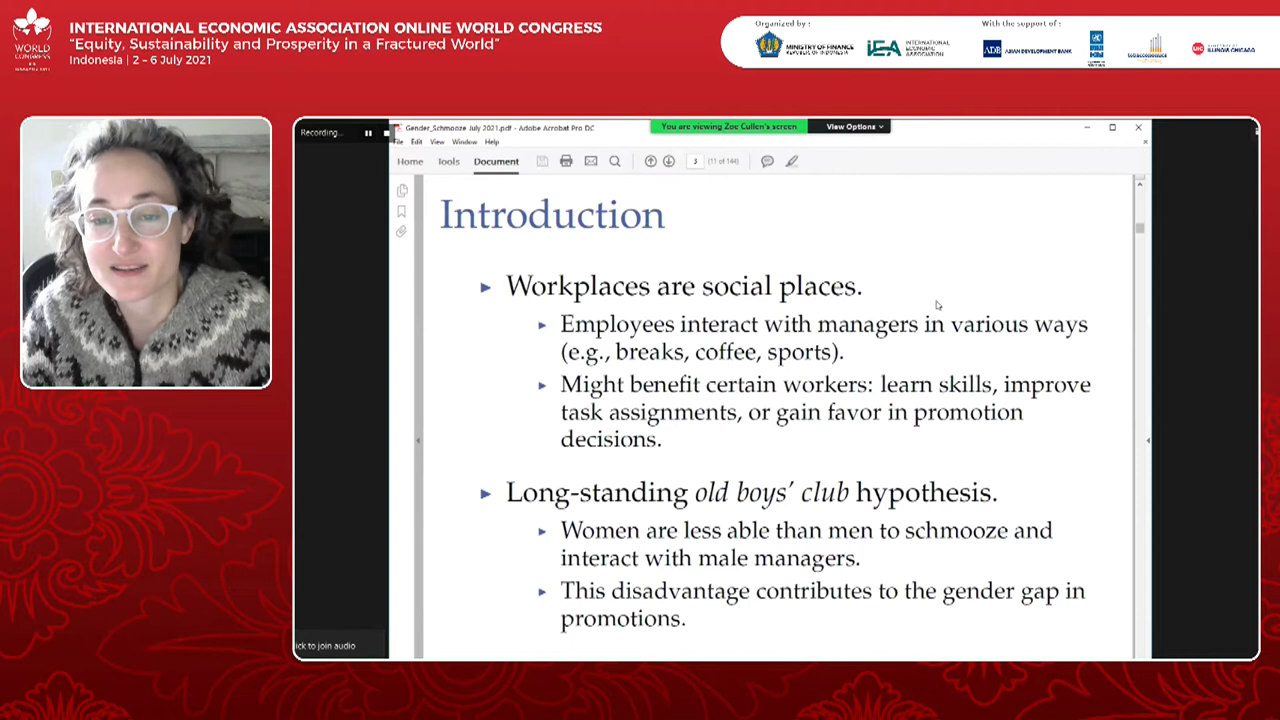 INTERNATIONAL ECONOMIC ASSOCIATION ONLINE WORLD CONGRESS
“Equity, Sustainability and Prosperity in a Fractured World”
Indonesia | 2 - 6 July 2021
WORLD
CONGRESS
Organized by :
MINISTRY OF FINANCE
REPUBLIC OF INDONESIA
IEA
INTERNATIONAL
ECONOMIC
ASSOCIATION
With the support of :
ADB
ASIAN DEVELOPMENT BANK
tobacconomics
UIC
ILLINOIS CHICAGO
Recording...
Gender_Schmooze July 2021.pdf - Adobe Acrobat Pro DC
You are viewing Zoe Cullen's screen
View Options
File Edit View Window Help
Home Tools Document
3 (11 of 144)
Introduction
Workplaces are social places.
Employees interact with managers in various ways
(e.g., breaks, coffee, sports).
Might benefit certain workers: learn skills, improve
task assignments, or gain favor in promotion
decisions.
Long-standing old boys’ club hypothesis.
Women are less able than men to schmooze and
interact with male managers.
This disadvantage contributes to the gender gap in
promotions.
ick to join audio